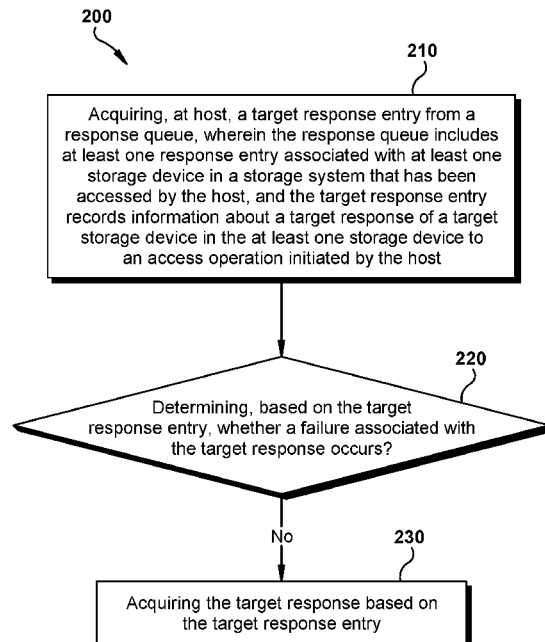 200
210
Acquiring, at host, a target response entry from a
response queue, wherein the response queue includes
at least one response entry associated with at least one
storage device in a storage system that has been
accessed by the host, and the target response entry
records information about a target response of a target
storage device in the at least one storage device to
an access operation initiated by the host
220
Determining, based on the target
response entry, whether a failure associated with
the target response occurs?
No
230
Acquiring the target response based on
the target response entry